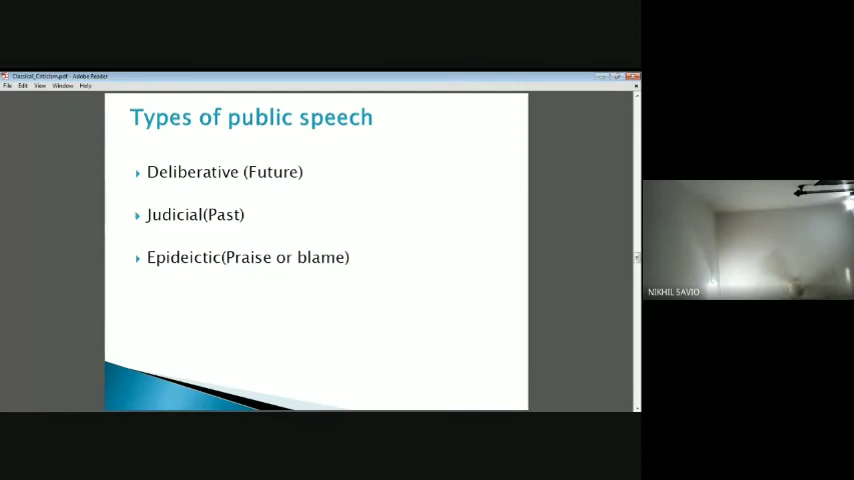 Classical_Criticism.pdf - Adobe Reader
File Edit View Window Help
Types of public speech
Deliberative (Future)
Judicial(Past)
Epideictic(Praise or blame)
NIKHIL SAVIO